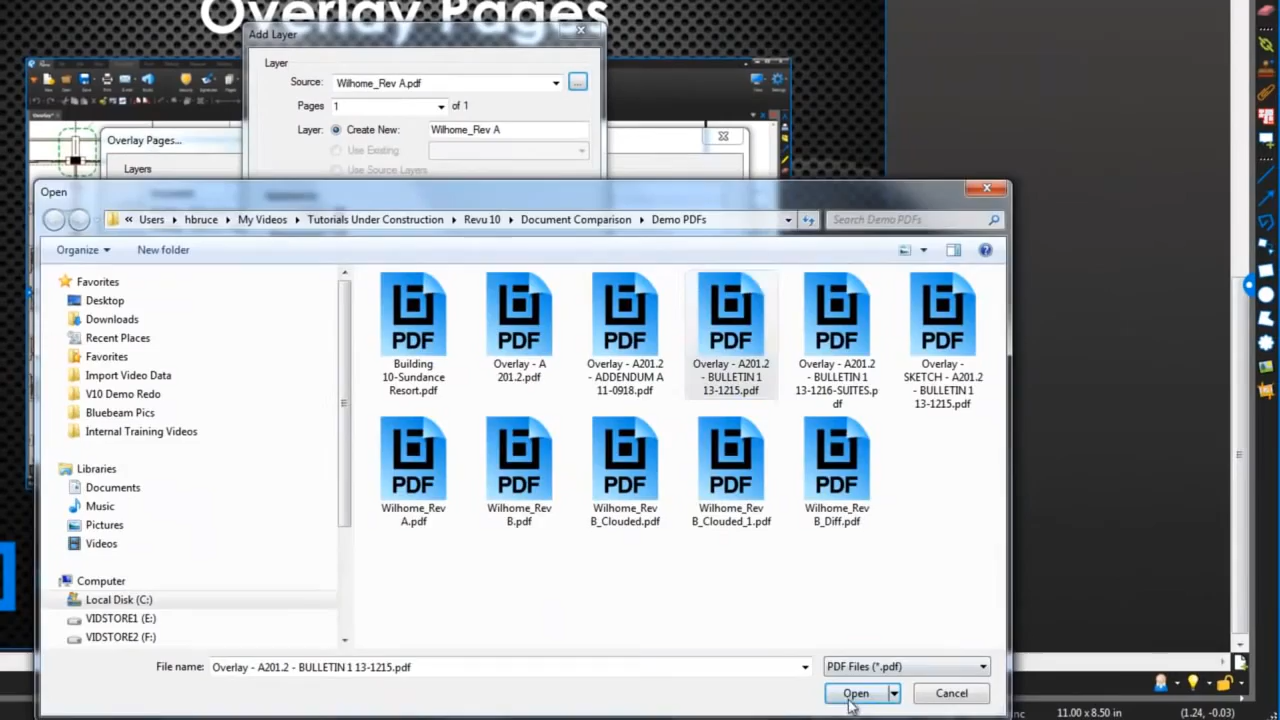 Overlay Pages
Add Layer
Layer
Source: Wilhome_Rev A.pdf ...
Pages 1 of 1
Layer: Create New: Wilhome_Rev A
Use Existing:
Use Source Layers
Overlay Pages...
Layers
Open
« Users My Videos Tutorials Under Construction Revu 10 Document Comparison Demo PDFs Search Demo PDFs
hbruce
Organize New folder
Favorites
Desktop
Downloads
Recent Places
Favorites
Import Video Data
V10 Demo Redo
Bluebeam Pics
Internal Training Videos
Libraries
Documents
Music
Pictures
Videos
Computer
Local Disk (C:)
VIDSTORE1 (E:)
VIDSTORE2 (F:)
PDF
Building
10-Sundance
Resort.pdf
PDF
Overlay - A
201.2.pdf
PDF
Overlay - A201.2
- ADDENDUM A
11-0918.pdf
PDF
Overlay - A201.2
- BULLETIN 1
13-1215.pdf
PDF
Overlay - A201.2
- BULLETIN 1
13-1216-SUITES.p
df
PDF
Overlay -
SKETCH - A201.2
- BULLETIN 1
13-1215.pdf
PDF
Wilhome_Rev
A.pdf
PDF
Wilhome_Rev
B.pdf
PDF
Wilhome_Rev
B_Clouded.pdf
PDF
Wilhome_Rev
B_Clouded_1.pdf
PDF
Wilhome_Rev
B_Diff.pdf
File name: Overlay - A201.2 - BULLETIN 1 13-1215.pdf PDF Files (*.pdf)
Open Cancel
11.00 x 8.50 in (1.24, -0.03)